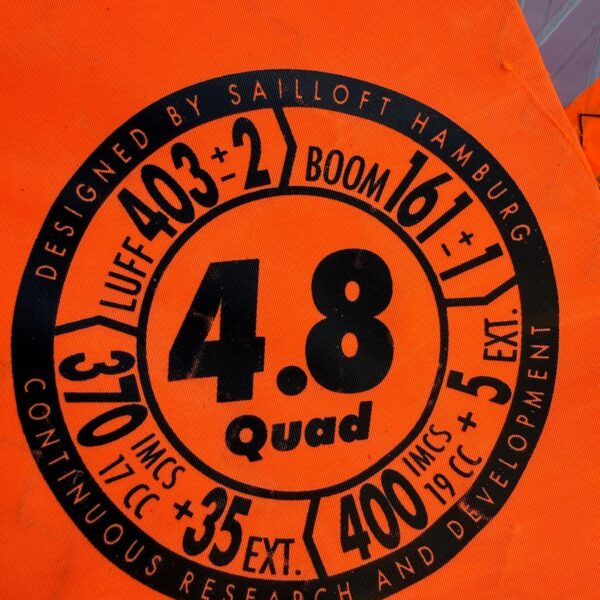 DESIGNED BY SAILLOFT HAMBURG
LUFF 403 ± 2
BOOM 161 ± 1
4.8
Quad
370 IMCS
17 CC + 35 EXT.
400 IMCS
19 CC + 5 EXT.
CONTINUOUS RESEARCH AND DEVELOPMENT